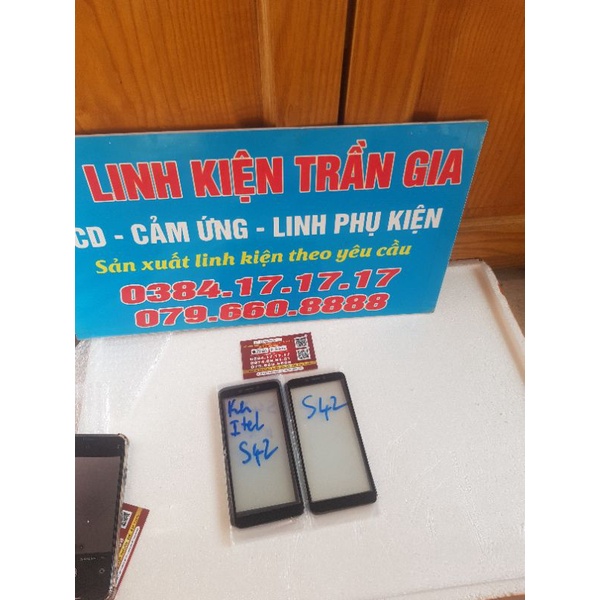 LINH KIỆN TRẦN GIA
CD - CẢM ỨNG - LINH PHỤ KIỆN
Sản xuất linh kiện theo yêu cầu
0384.17.17.17
079.660.8888
Itel
S42
S42